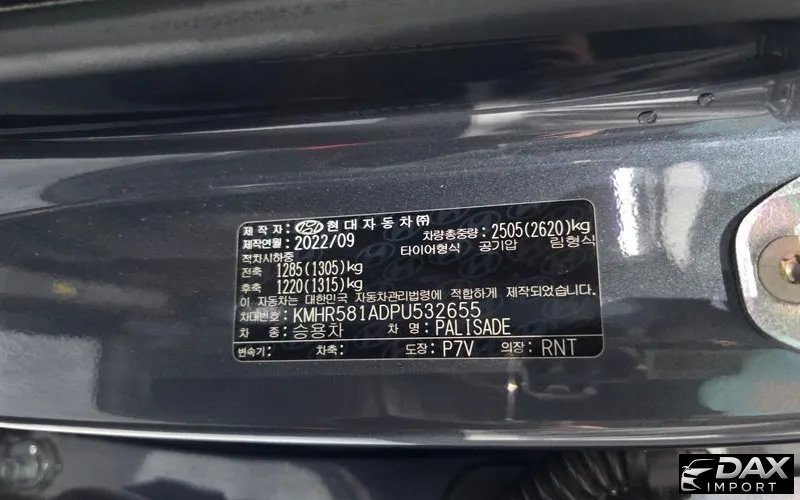 제 작 자: 현대자동차㈜
제작연월: 2022/09 차량총중량: 2505(2620)kg
적차시하중 타이어형식 공기압 림형식
전축 1285(1305)kg
후축 1220(1315)kg
이 자동차는 대한민국 자동차관리법령에 적합하게 제작되었습니다.
차대번호: KMHR581ADPU532655
차 종: 승용차 차 명: PALISADE
변속기: 차축: 도장: P7V 의장: RNT
DAX
IMPORT